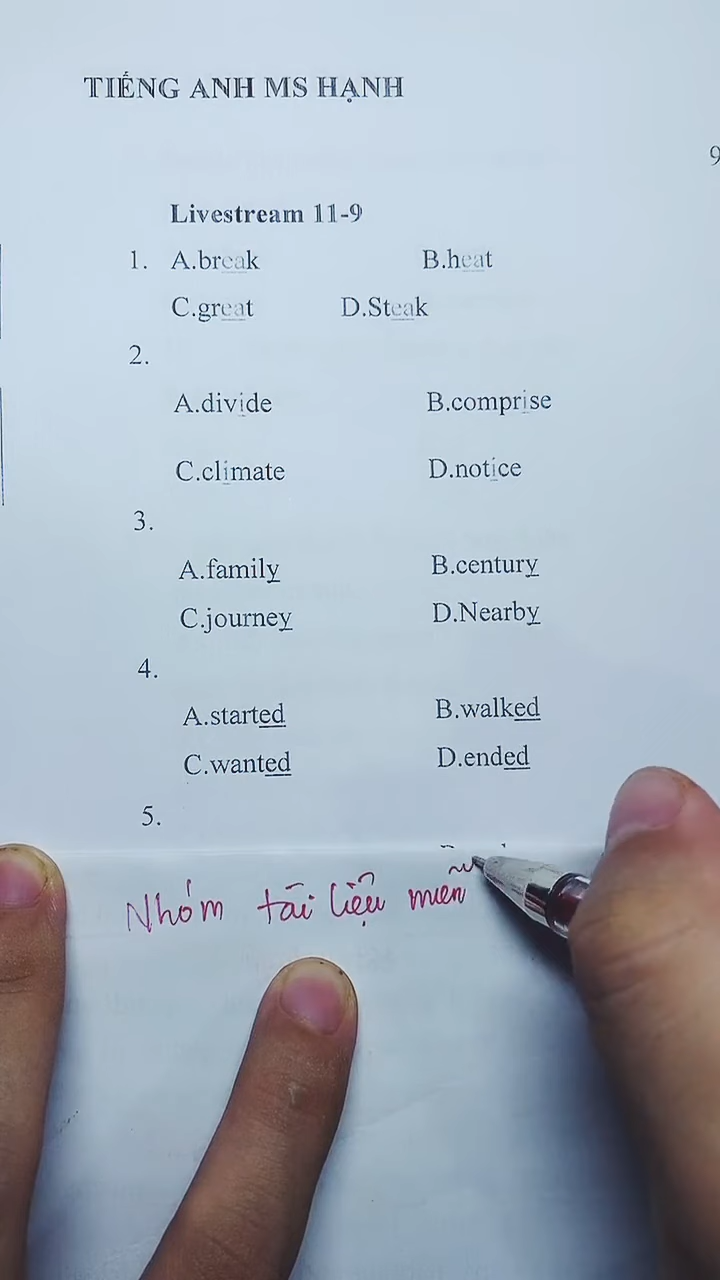 TIẾNG ANH MS HẠNH
9
Livestream 11-9
1. A.break B.heat
C.great D.Steak
2.
A.divide B.comprise
C.climate D.notice
3.
A.family B.century
C.journey D.Nearby
4.
A.started B.walked
C.wanted D.ended
5.
Nhóm tài liệu miễn